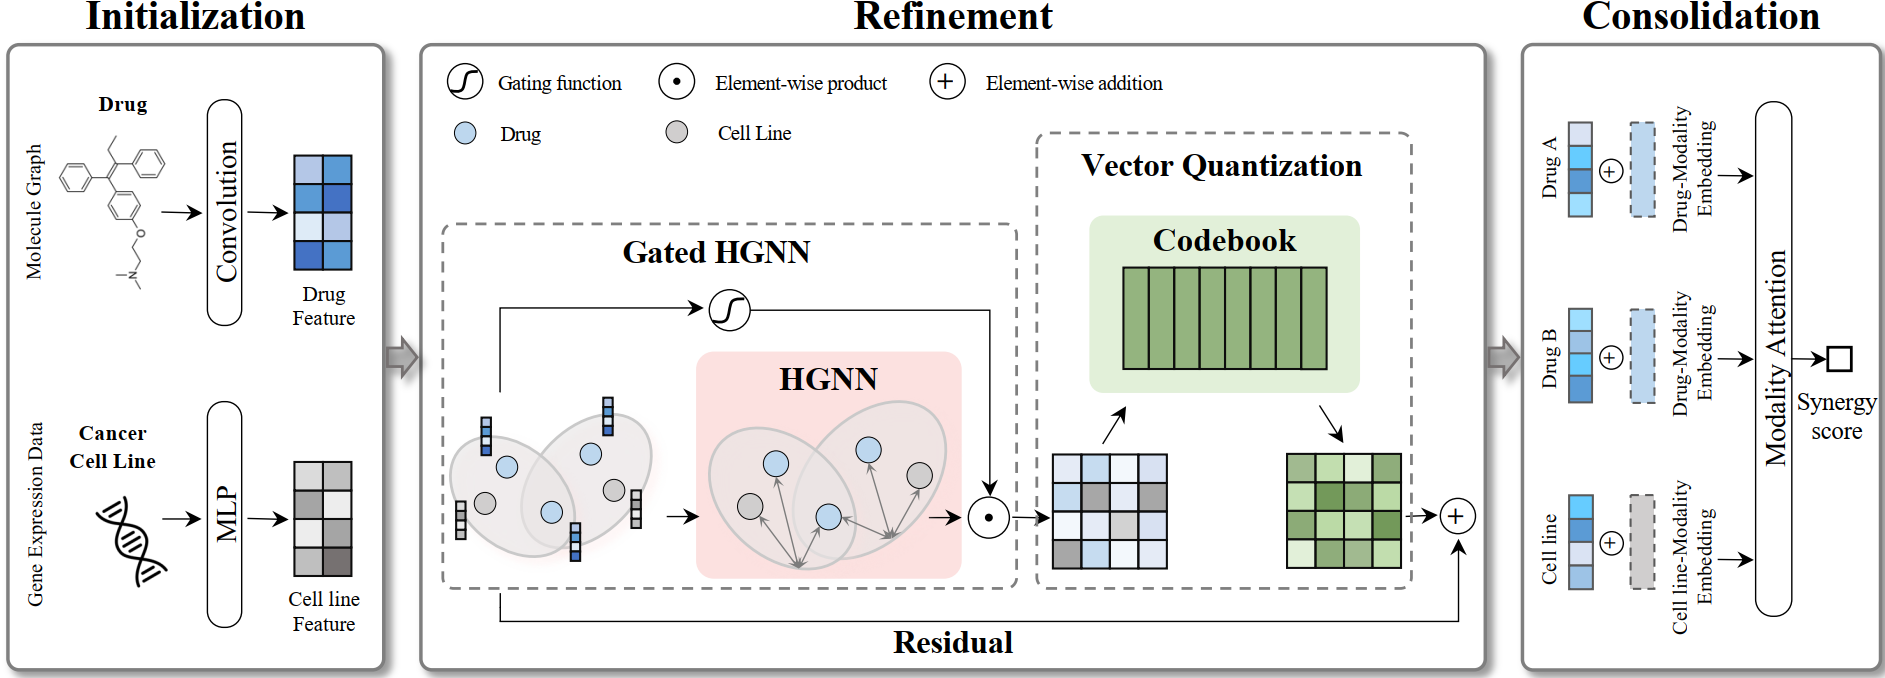 Initialization
Drug
Molecule Graph
Convolution
Drug
Feature
O
N
Cancer
Cell Line
Gene Expression Data
MLP
Cell line
Feature
Refinement
Gating function
Element-wise product
Element-wise addition
Drug
Cell Line
Gated HGNN
HGNN
Vector Quantization
Codebook
Residual
Consolidation
Drug A
Drug-Modality
Embedding
Drug B
Drug-Modality
Embedding
Cell line
Cell line-Modality
Embedding
Modality Attention
Synergy
score